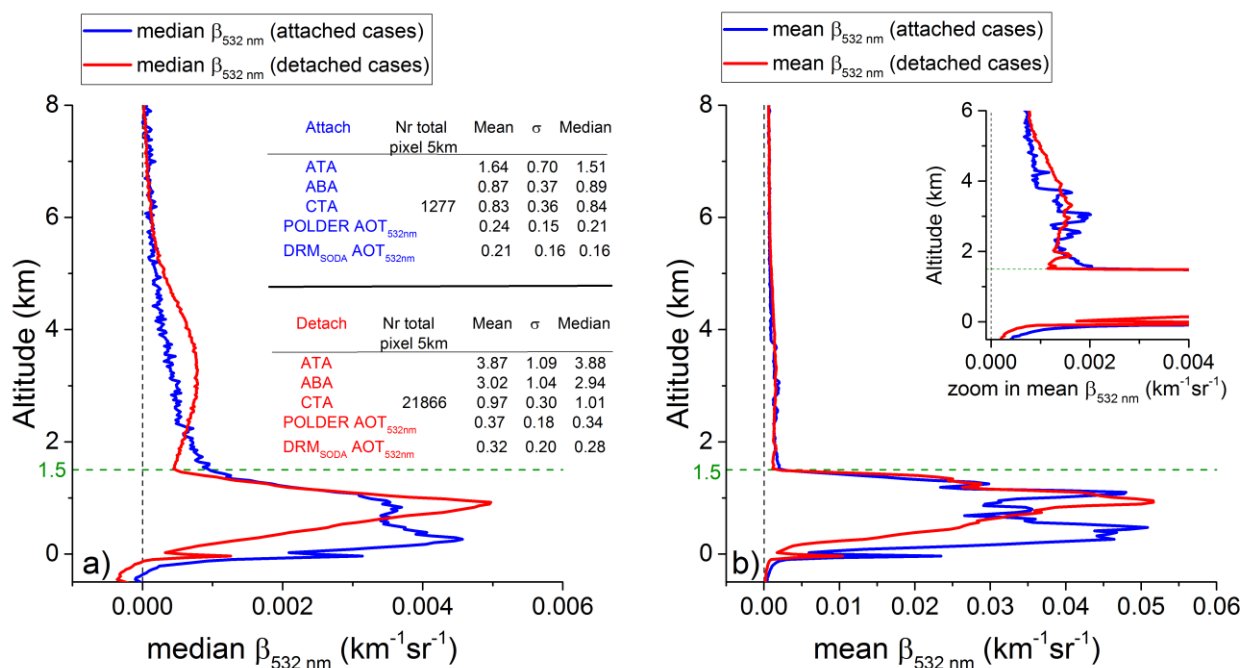 median β532 nm (attached cases)
median β532 nm (detached cases)
8
6
4
2
1.5
0
Altitude (km)
Attach Nr total Mean σ Median
pixel 5km
ATA 1.64 0.70 1.51
ABA 0.87 0.37 0.89
CTA 1277 0.83 0.36 0.84
POLDER AOT532nm 0.24 0.15 0.21
DRMSODA AOT532nm 0.21 0.16 0.16
Detach Nr total Mean σ Median
pixel 5km
ATA 3.87 1.09 3.88
ABA 3.02 1.04 2.94
CTA 21866 0.97 0.30 1.01
POLDER AOT532nm 0.37 0.18 0.34
DRMSODA AOT532nm 0.32 0.20 0.28
a)
0.000 0.002 0.004 0.006
median β532 nm (km-1sr-1)
mean β532 nm (attached cases)
mean β532 nm (detached cases)
8
6
4
2
1.5
0
Altitude (km)
6
4
2
0
Altitude (km)
0.000 0.002 0.004
zoom in mean β532 nm (km-1sr-1)
b)
0.00 0.01 0.02 0.03 0.04 0.05 0.06
mean β532 nm (km-1sr-1)